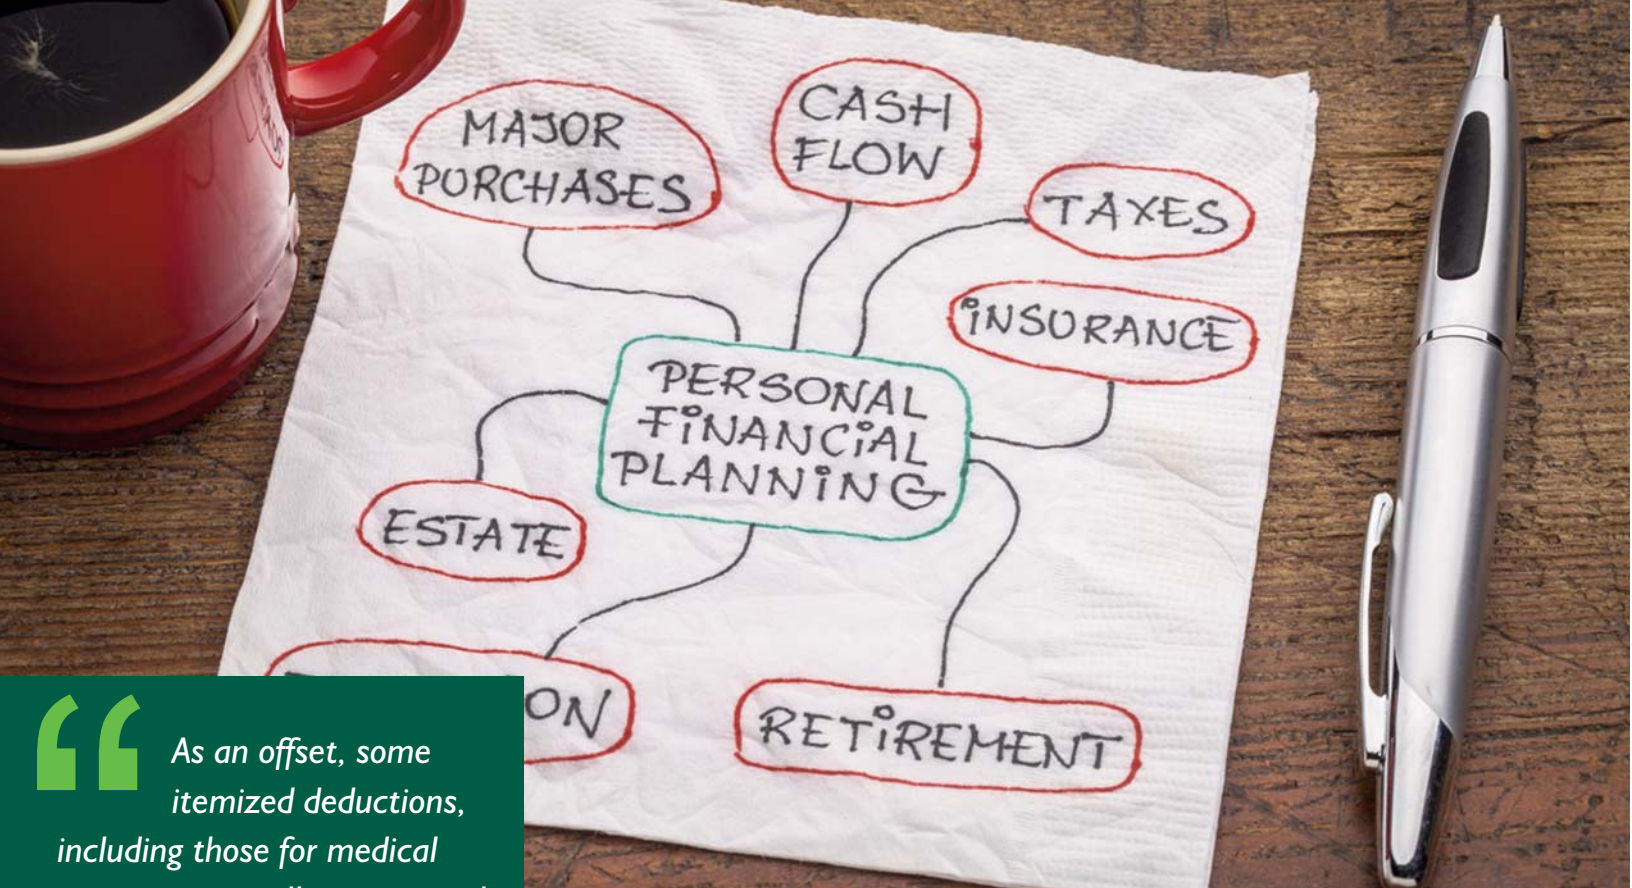 MAJOR
PURCHASES
CASH
FLOW
TAXES
INSURANCE
PERSONAL
FINANCIAL
PLANNING
ESTATE
ON
RETIREMENT
“
As an offset, some
itemized deductions,
including those for medical